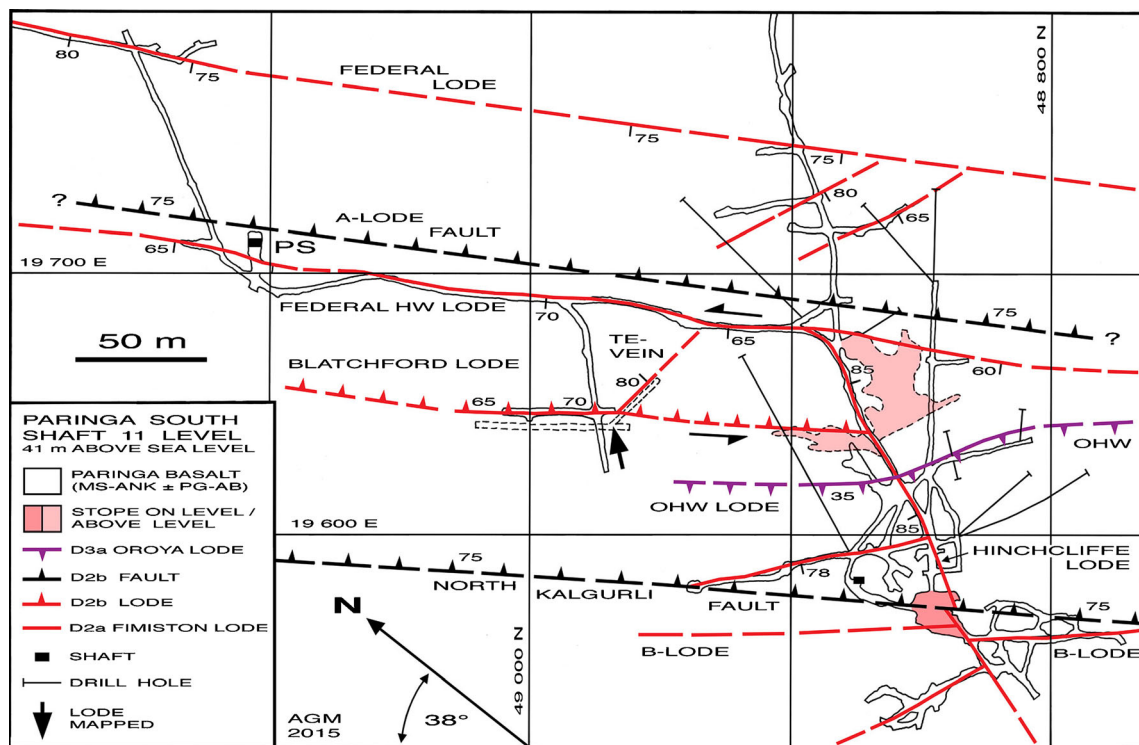 80
75
FEDERAL
LODE
75
75
48 800 N
80
65
?
75
A-LODE
FAULT
65
PS
19 700 E
FEDERAL HW LODE
70
65
75
?
50 m
TE-
VEIN
85
60
BLATCHFORD LODE
80
65
70
OHW
35
OHW LODE
19 600 E
85
HINCHCLIFFE
LODE
75
NORTH
KALGURLI
78
FAULT
75
B-LODE
B-LODE
N
38°
49 000 N
AGM
2015
PARINGA SOUTH
SHAFT 11 LEVEL
41 m ABOVE SEA LEVEL
PARINGA BASALT
(MS-ANK ± PG-AB)
STOPE ON LEVEL /
ABOVE LEVEL
D3a OROYA LODE
D2b FAULT
D2b LODE
D2a FIMISTON LODE
SHAFT
DRILL HOLE
LODE
MAPPED